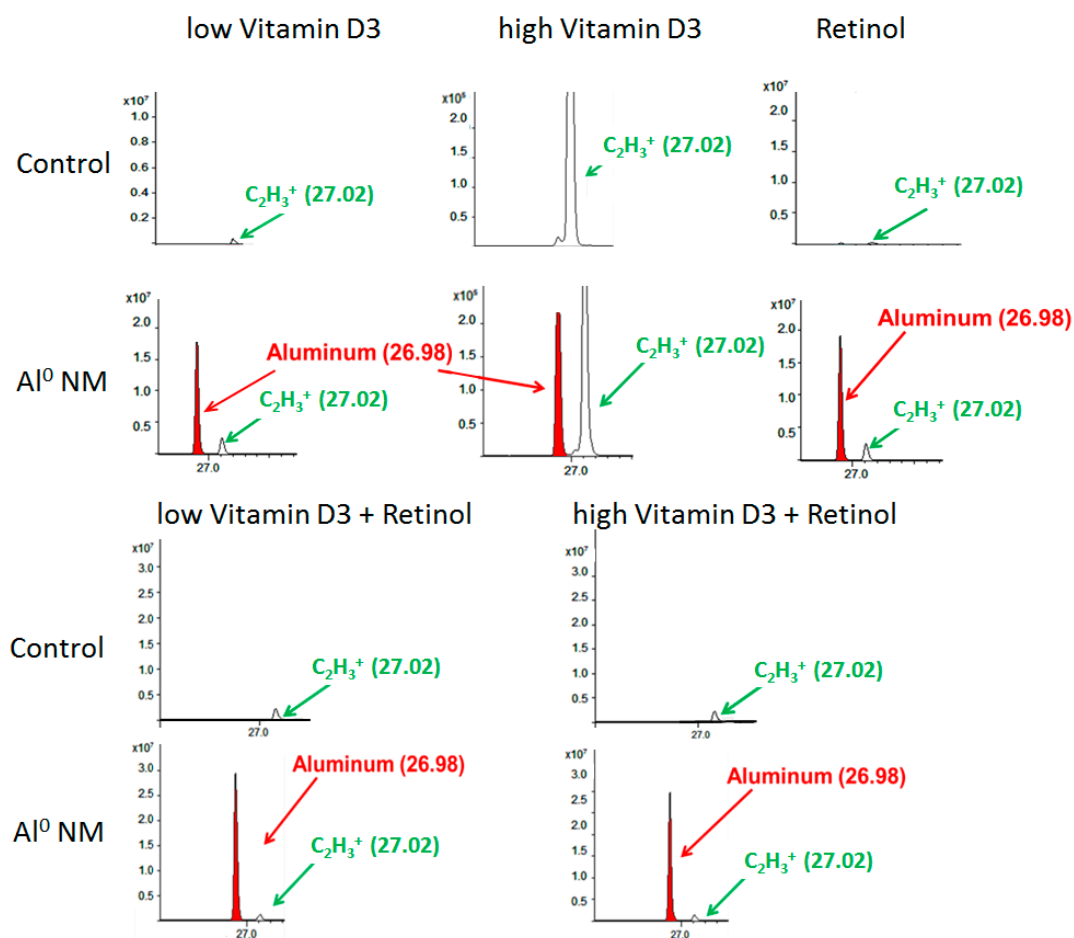 low Vitamin D3
high Vitamin D3
Retinol
Control
x10⁷
1.0
0.8
0.6
0.4
0.2
C₂H₃⁺ (27.02)
2.0
1.5
1.0
0.5
C₂H₃⁺ (27.02)
x10⁷
2.0
1.5
1.0
0.5
C₂H₃⁺ (27.02)
Al⁰ NM
x10⁷
2.0
1.5
1.0
0.5
Aluminum (26.98)
C₂H₃⁺ (27.02)
27.0
2.0
1.5
1.0
0.5
C₂H₃⁺ (27.02)
27.0
x10⁷
2.0
1.5
1.0
0.5
Aluminum (26.98)
C₂H₃⁺ (27.02)
27.0
low Vitamin D3 + Retinol
high Vitamin D3 + Retinol
Control
x10⁷
3.0
2.5
2.0
1.5
1.0
0.5
C₂H₃⁺ (27.02)
27.0
x10⁷
3.0
2.5
2.0
1.5
1.0
0.5
C₂H₃⁺ (27.02)
27.0
Al⁰ NM
x10⁷
3.0
2.5
2.0
1.5
1.0
0.5
Aluminum (26.98)
C₂H₃⁺ (27.02)
27.0
x10⁷
2.5
2.0
1.5
1.0
0.5
Aluminum (26.98)
C₂H₃⁺ (27.02)
27.0